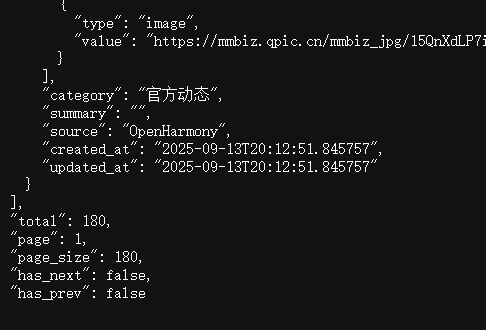 {
"type": "image",
"value": "https://mmbiz.qpic.cn/mmbiz_jpg/15QnXdLP7i
}
],
"category": "官方动态",
"summary": "",
"source": "OpenHarmony",
"created_at": "2025-09-13T20:12:51.845757",
"updated_at": "2025-09-13T20:12:51.845757"
}
],
"total": 180,
"page": 1,
"page_size": 180,
"has_next": false,
"has_prev": false